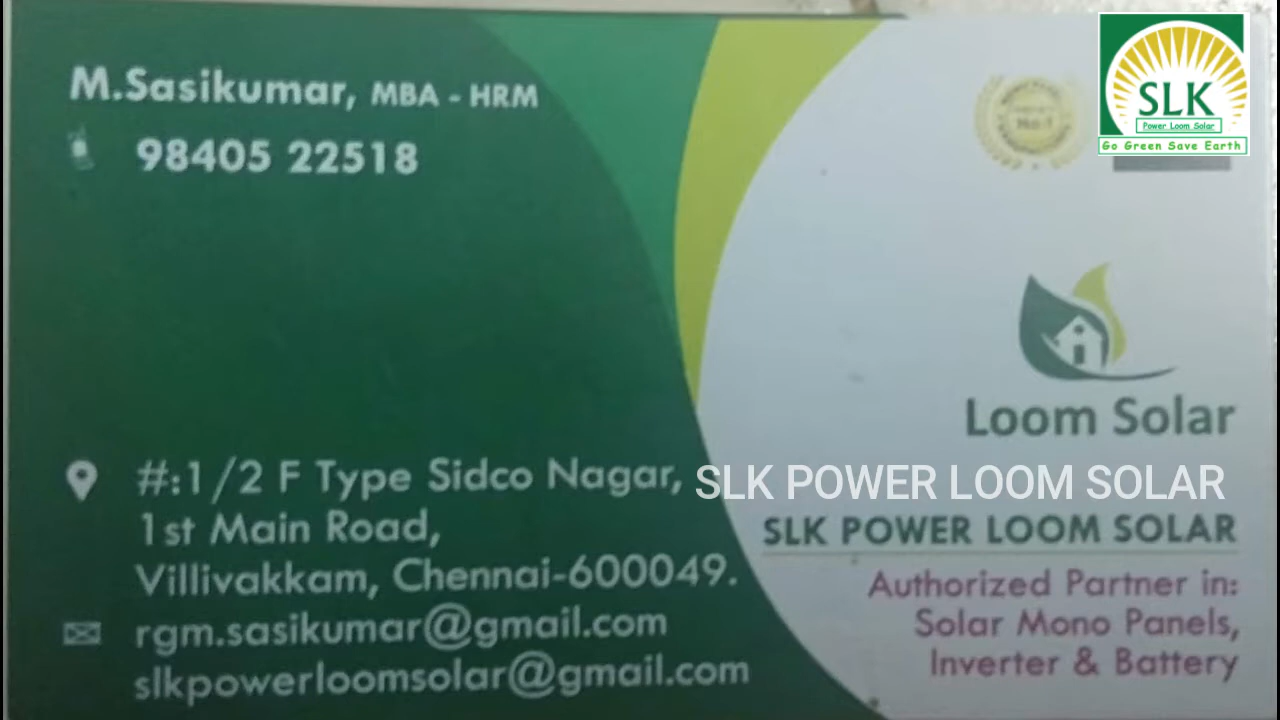 M.Sasikumar, MBA - HRM
98405 22518
#:1/2 F Type Sidco Nagar,
1st Main Road,
Villivakkam, Chennai-600049.
rgm.sasikumar@gmail.com
slkpowerloomsolar@gmail.com
No.1
SLK
Power Loom Solar
Go Green Save Earth
Loom Solar
SLK POWER LOOM SOLAR
SLK POWER LOOM SOLAR
Authorized Partner in:
Solar Mono Panels,
Inverter & Battery